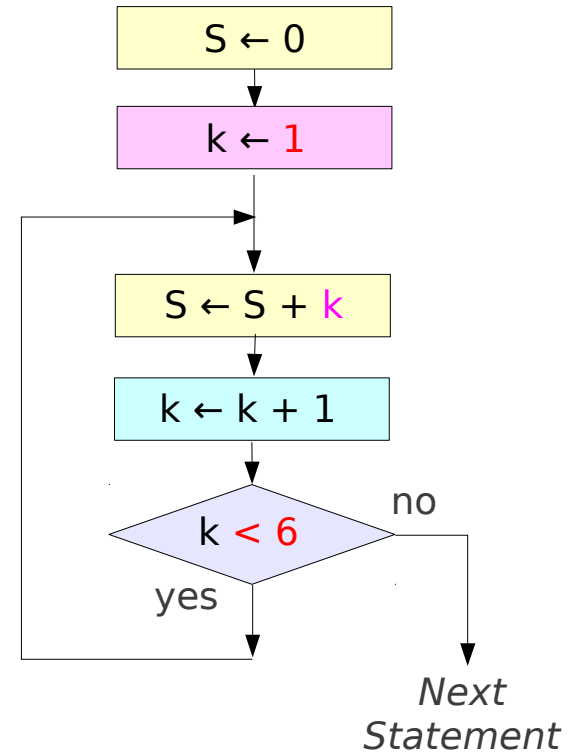 S ← 0
k ← 1
S ← S + k
k ← k + 1
k < 6
no
yes
Next
Statement